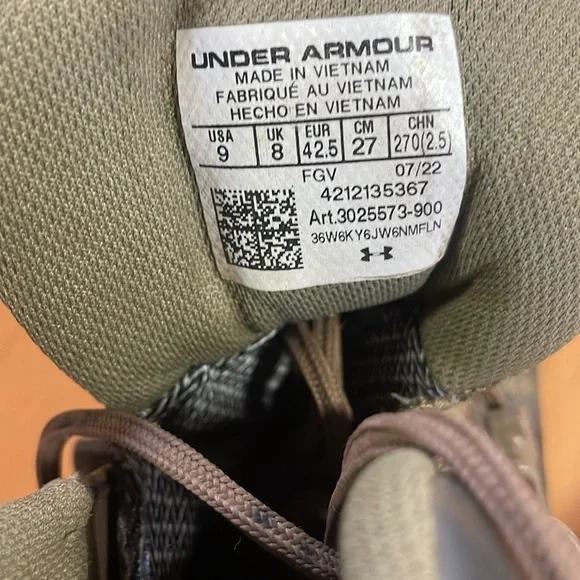 UNDER ARMOUR
MADE IN VIETNAM
FABRIQUÉ AU VIETNAM
HECHO EN VIETNAM
USA UK EUR CM CHN
9 8 42.5 27 270(2.5)
FGV 07/22
4212135367
Art.3025573-900
36W6KY6JW6NMFLN